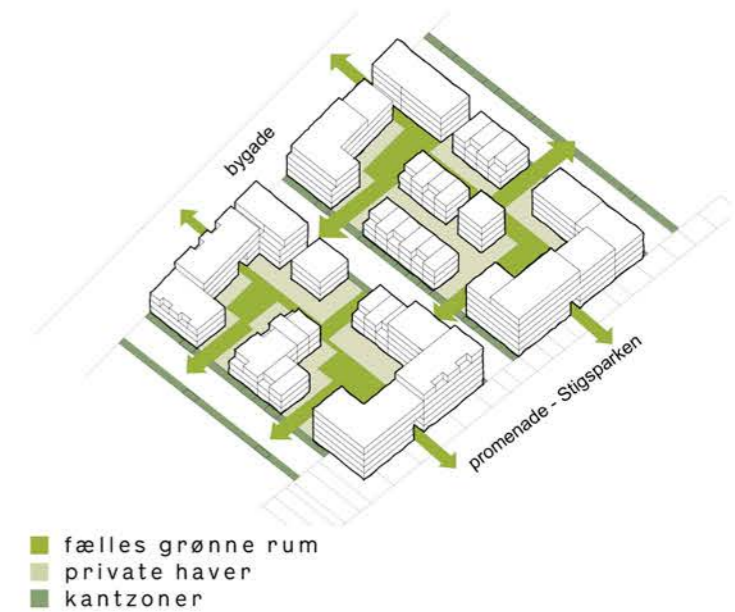 bygade
promenade - Stigsparken
fælles grønne rum
private haver
kantzoner